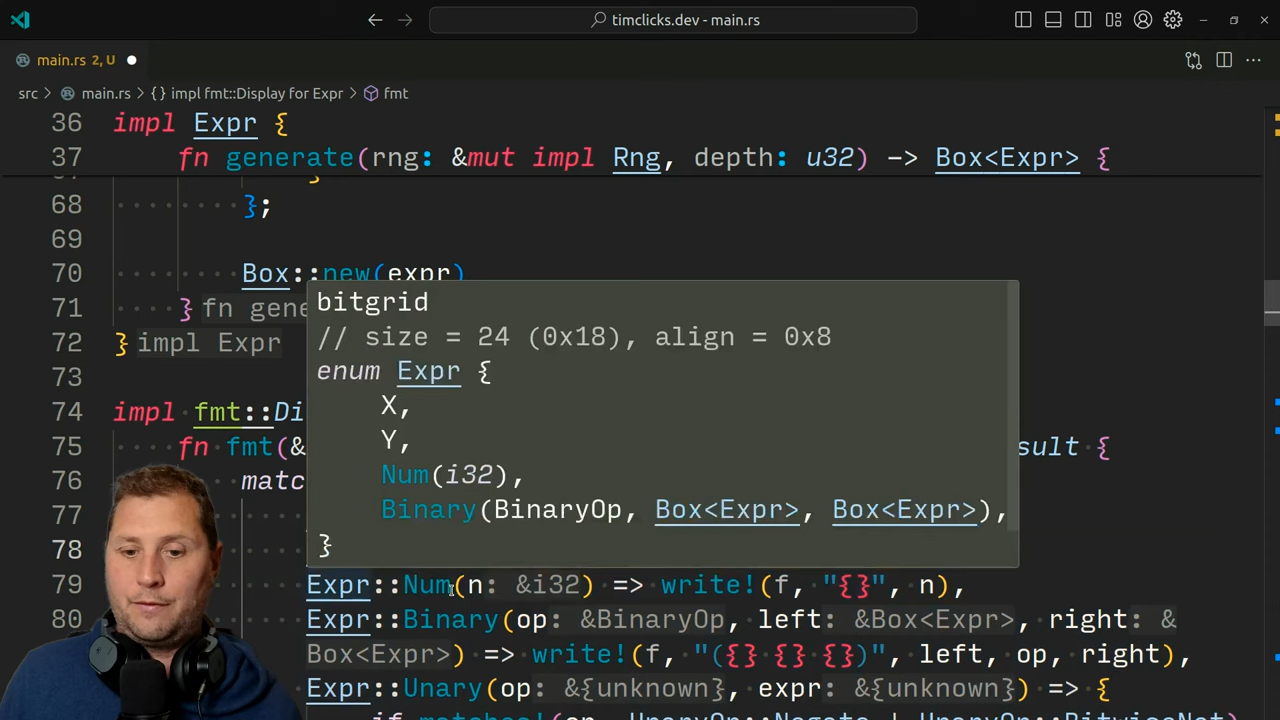 timclicks.dev - main.rs
main.rs 2, U
src > main.rs > {} impl fmt::Display for Expr > fmt
36 impl Expr {
37 fn generate(rng: &mut impl Rng, depth: u32) -> Box<Expr> {
68 };
69
70 Box::new(expr)
71 } fn gene
72 } impl Expr
73
74 impl fmt::Di
75 fn fmt(& sult {
76 matc
77
78
79 Expr::Num(n: &i32) => write!(f, "{}", n),
80 Expr::Binary(op: &BinaryOp, left: &Box<Expr>, right: &
Box<Expr>) => write!(f, "({} {} {})", left, op, right),
Expr::Unary(op: &{unknown}, expr: &{unknown}) => {
bitgrid
// size = 24 (0x18), align = 0x8
enum Expr {
X,
Y,
Num(i32),
Binary(BinaryOp, Box<Expr>, Box<Expr>),
}